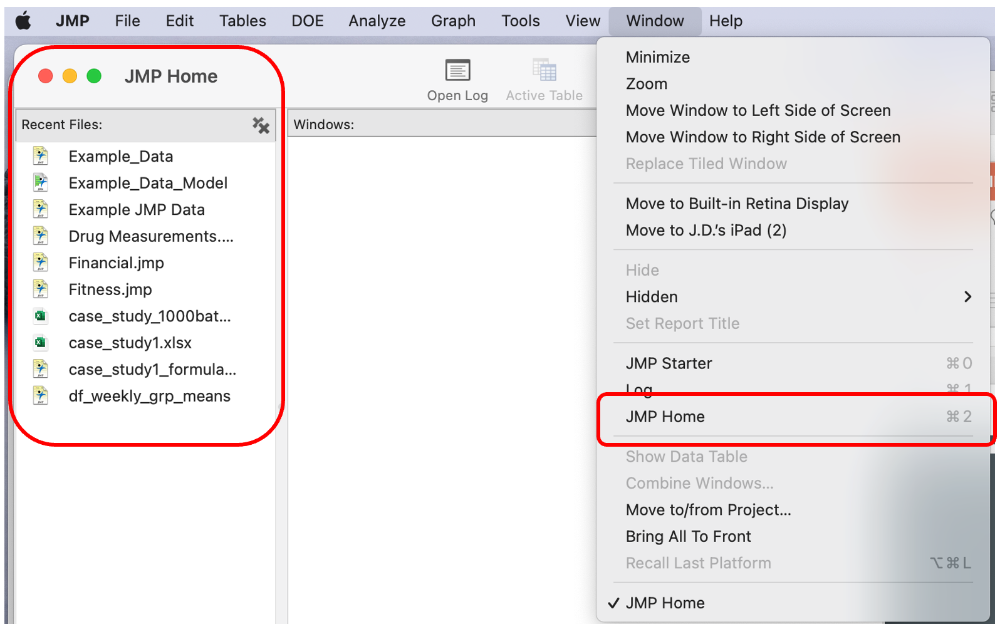 JMP File Edit Tables DOE Analyze Graph Tools View Window Help
JMP Home
Open Log
Active Table
Recent Files:
Example_Data
Example_Data_Model
Example JMP Data
Drug Measurements....
Financial.jmp
Fitness.jmp
case_study_1000bat...
case_study1.xlsx
case_study1_formula...
df_weekly_grp_means
Windows:
Minimize
Zoom
Move Window to Left Side of Screen
Move Window to Right Side of Screen
Replace Tiled Window
Move to Built-in Retina Display
Move to J.D.'s iPad (2)
Hide
Hidden
Set Report Title
JMP Starter ⌘0
Log ⌘1
JMP Home ⌘2
Show Data Table
Combine Windows...
Move to/from Project...
Bring All To Front
Recall Last Platform ⌥⌘L
✓ JMP Home